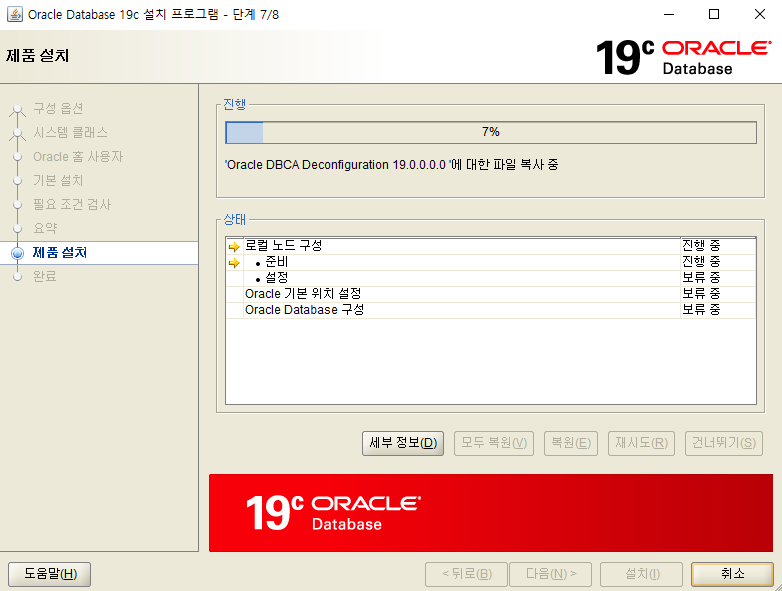 Oracle Database 19c 설치 프로그램 - 단계 7/8
제품 설치
19c ORACLE
Database
구성 옵션
시스템 클래스
Oracle 홈 사용자
기본 설치
필요 조건 검사
요약
제품 설치
완료
진행
7%
'Oracle DBCA Deconfiguration 19.0.0.0.0 '에 대한 파일 복사 중
상태
로컬 노드 구성 진행 중
• 준비 진행 중
• 설정 보류 중
Oracle 기본 위치 설정 보류 중
Oracle Database 구성 보류 중
세부 정보(D) 모두 복원(V) 복원(E) 재시도(R) 건너뛰기(S)
19c ORACLE
Database
도움말(H) < 뒤로(B) 다음(N) > 설치(I) 취소